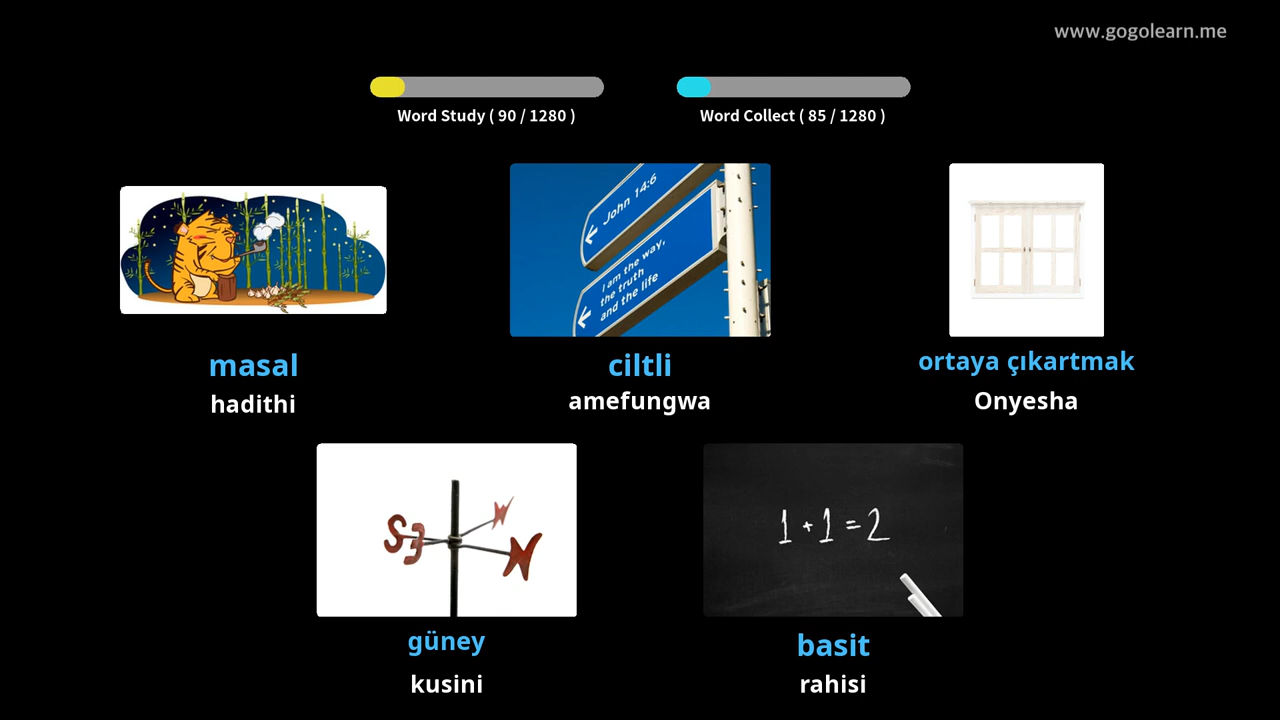 www.gogolearn.me
Word Study ( 90 / 1280 )
Word Collect ( 85 / 1280 )
John 14:6
I am the way,
the truth
and the life
masal
hadithi
ciltli
amefungwa
ortaya çıkartmak
Onyesha
S E N
1 + 1 = 2
güney
kusini
basit
rahisi